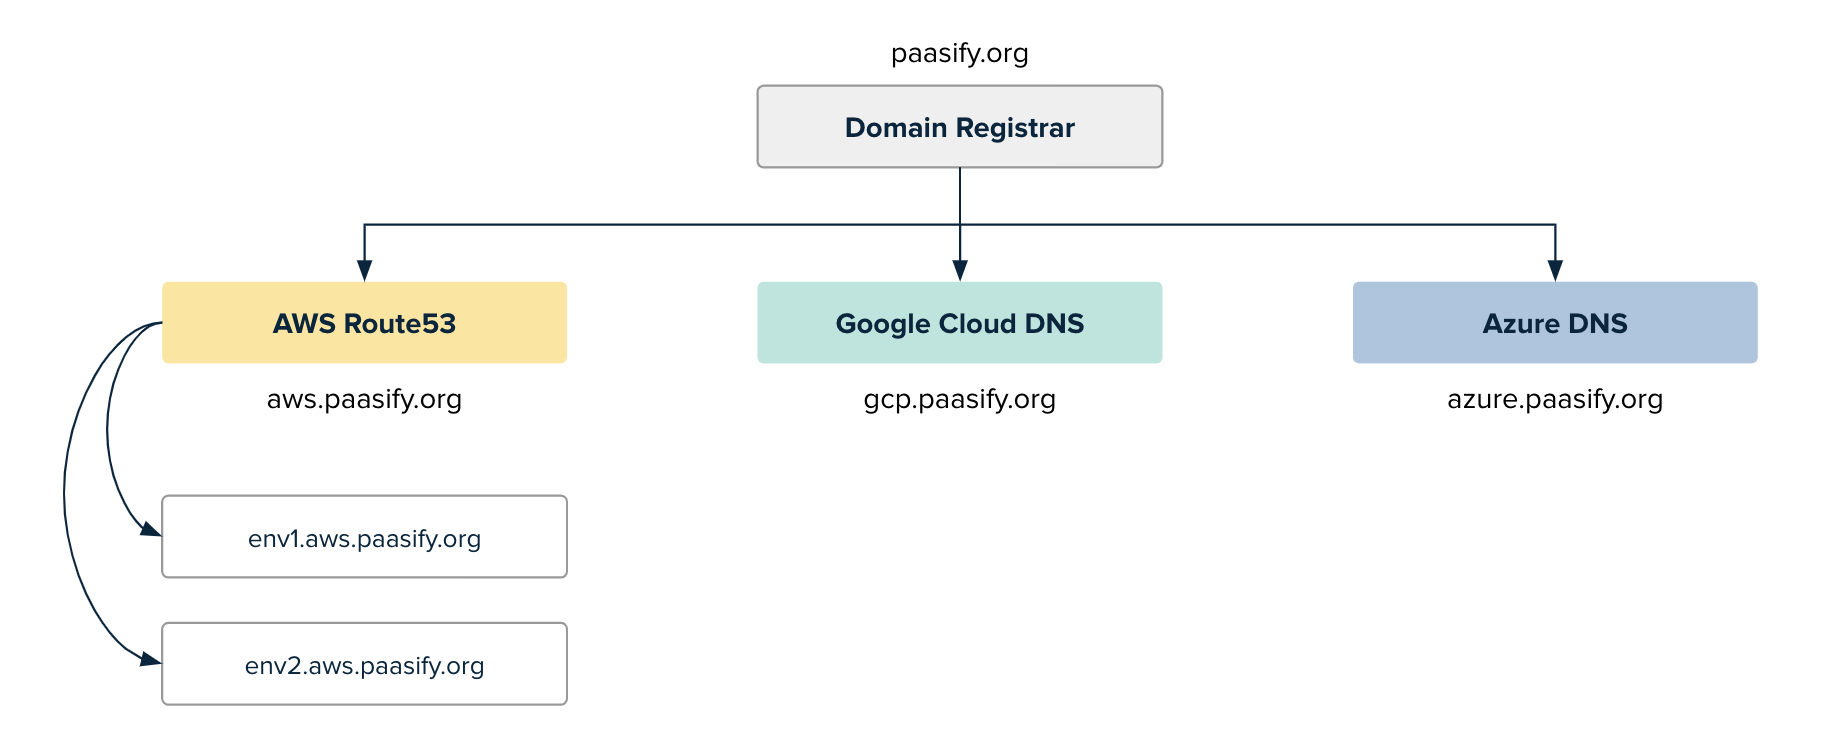 paasify.org
Domain Registrar
AWS Route53
Google Cloud DNS
Azure DNS
aws.paasify.org
gcp.paasify.org
azure.paasify.org
env1.aws.paasify.org
env2.aws.paasify.org